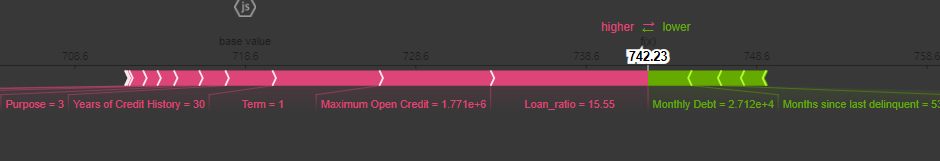 js
higher lower
base value f(x)
708.6 718.6 728.6 738.6 742.23 748.6 758.6
Purpose = 3 Years of Credit History = 30 Term = 1 Maximum Open Credit = 1.771e+6 Loan_ratio = 15.55 Monthly Debt = 2.712e+4 Months since last delinquent = 53